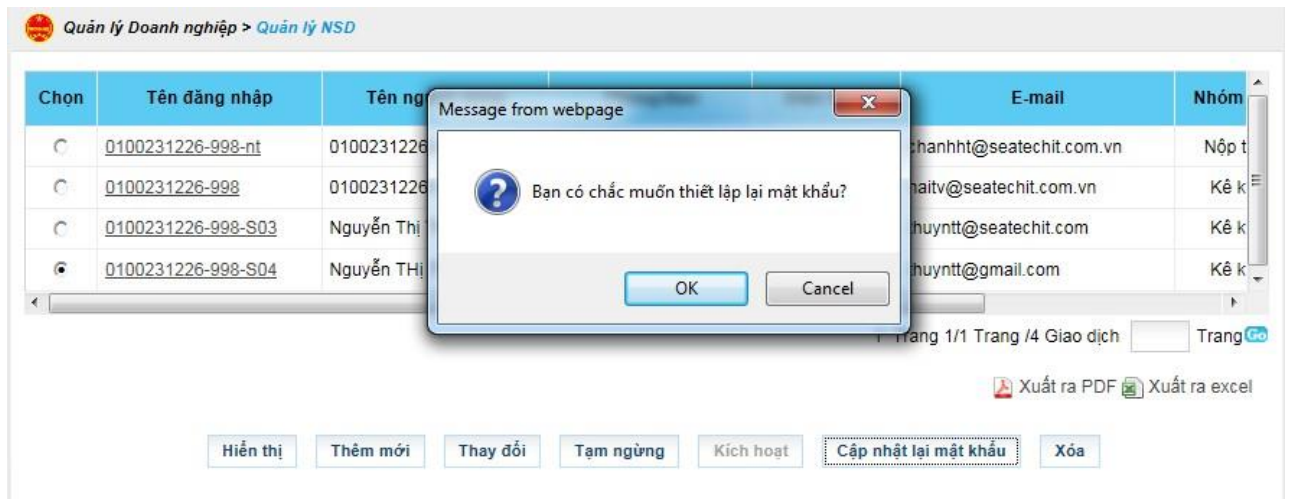 Quản lý Doanh nghiệp > Quản lý NSD
Chọn Tên đăng nhập Tên E-mail Nhóm
0100231226-998-nt 0100231226 chanhht@seatechit.com.vn Nộp t
0100231226-998 0100231226 haitv@seatechit.com.vn Kê k
0100231226-998-S03 Nguyễn Thị huyntt@seatechit.com Kê k
0100231226-998-S04 Nguyễn THị huyntt@gmail.com Kê k
Message from webpage
Bạn có chắc muốn thiết lập lại mật khẩu?
OK Cancel
Trang 1/1 Trang /4 Giao dịch Trang Go
Xuất ra PDF Xuất ra excel
Hiển thị Thêm mới Thay đổi Tạm ngừng Kích hoạt Cập nhật lại mật khẩu Xóa